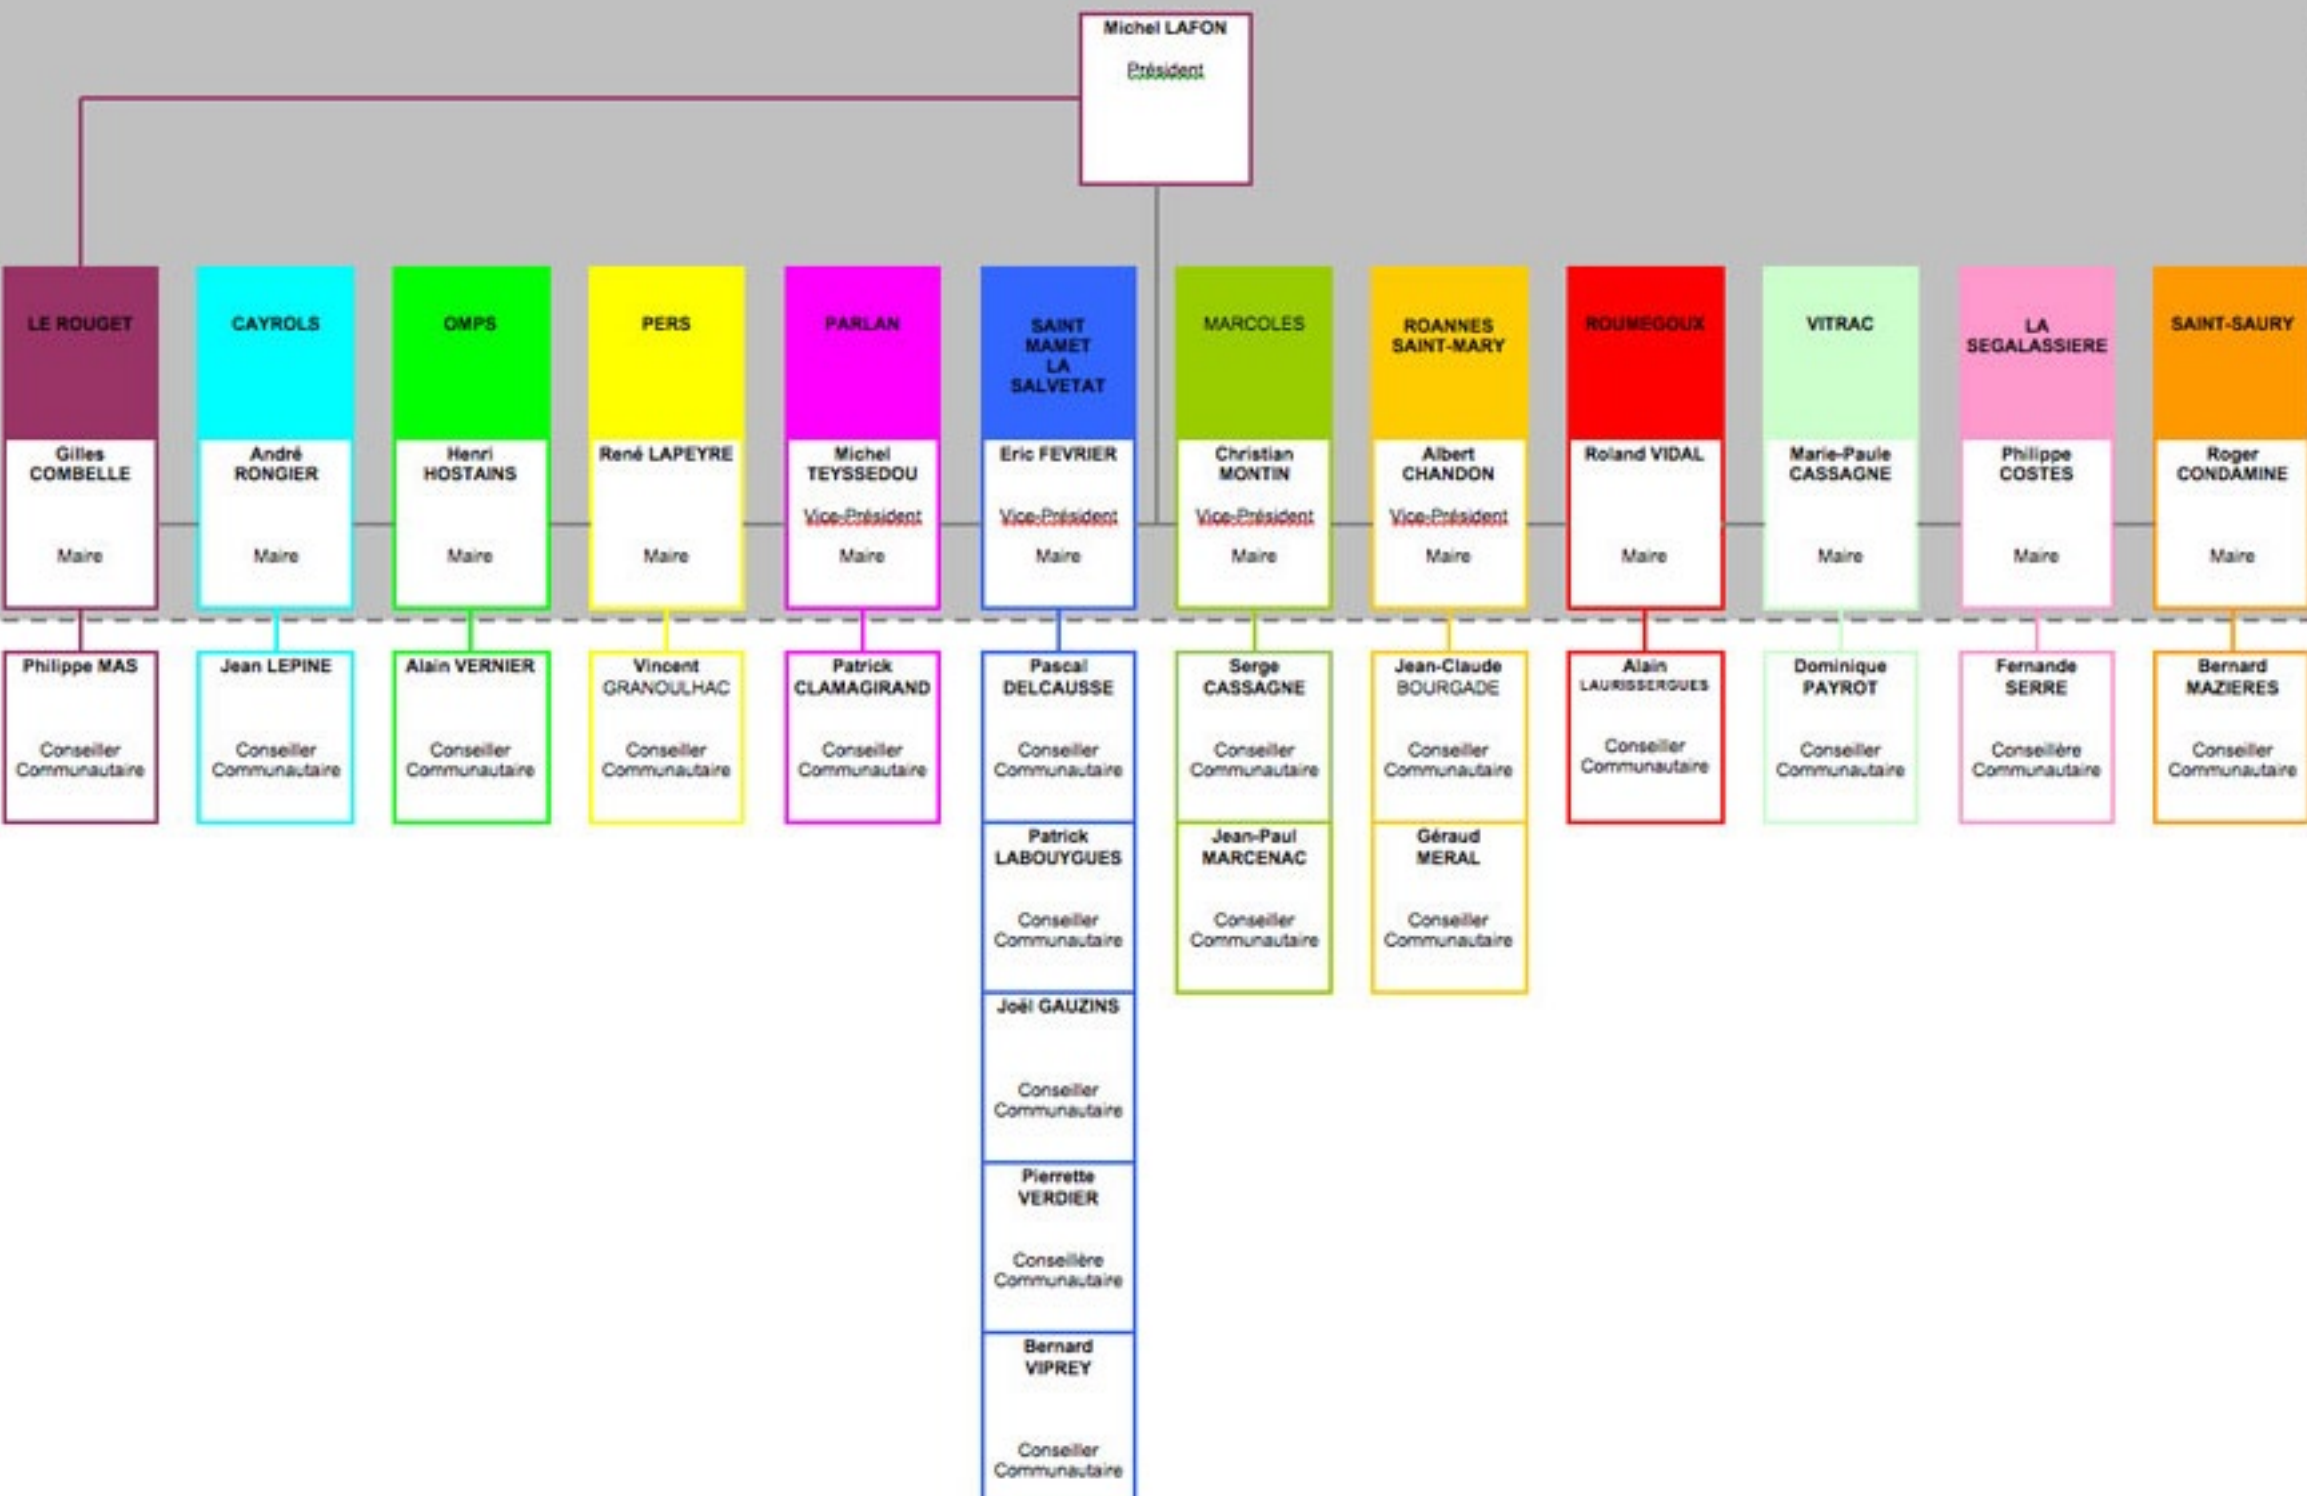 Michel LAFON
Président
LE ROUGET
CAYROLS
OMPS
PERS
PARLAN
SAINT
MAMET
LA
SALVETAT
MARCOLES
ROANNES
SAINT-MARY
ROUMEGOUX
VITRAC
LA
SEGALASSIERE
SAINT-SAURY
Gilles
COMBELLE
Maire
André
RONGIER
Maire
Henri
HOSTAINS
Maire
René LAPEYRE
Maire
Michel
TEYSSEDOU
Vice-Président
Maire
Eric FEVRIER
Vice-Président
Maire
Christian
MONTIN
Vice-Président
Maire
Albert
CHANDON
Vice-Président
Maire
Roland VIDAL
Maire
Marie-Paule
CASSAGNE
Maire
Philippe
COSTES
Maire
Roger
CONDAMINE
Maire
Philippe MAS
Conseiller
Communautaire
Jean LEPINE
Conseiller
Communautaire
Alain VERNIER
Conseiller
Communautaire
Vincent
GRANOULHAC
Conseiller
Communautaire
Patrick
CLAMAGIRAND
Conseiller
Communautaire
Pascal
DELCAUSSE
Conseiller
Communautaire
Serge
CASSAGNE
Conseiller
Communautaire
Jean-Claude
BOURGADE
Conseiller
Communautaire
Alain
LAURISSERGUES
Conseiller
Communautaire
Dominique
PAYROT
Conseiller
Communautaire
Fernande
SERRE
Conseillère
Communautaire
Bernard
MAZIERES
Conseiller
Communautaire
Patrick
LABOUYGUES
Conseiller
Communautaire
Jean-Paul
MARCENAC
Conseiller
Communautaire
Géraud
MERAL
Conseiller
Communautaire
Joël GAUZINS
Conseiller
Communautaire
Pierrette
VERDIER
Conseillère
Communautaire
Bernard
VIPREY
Conseiller
Communautaire